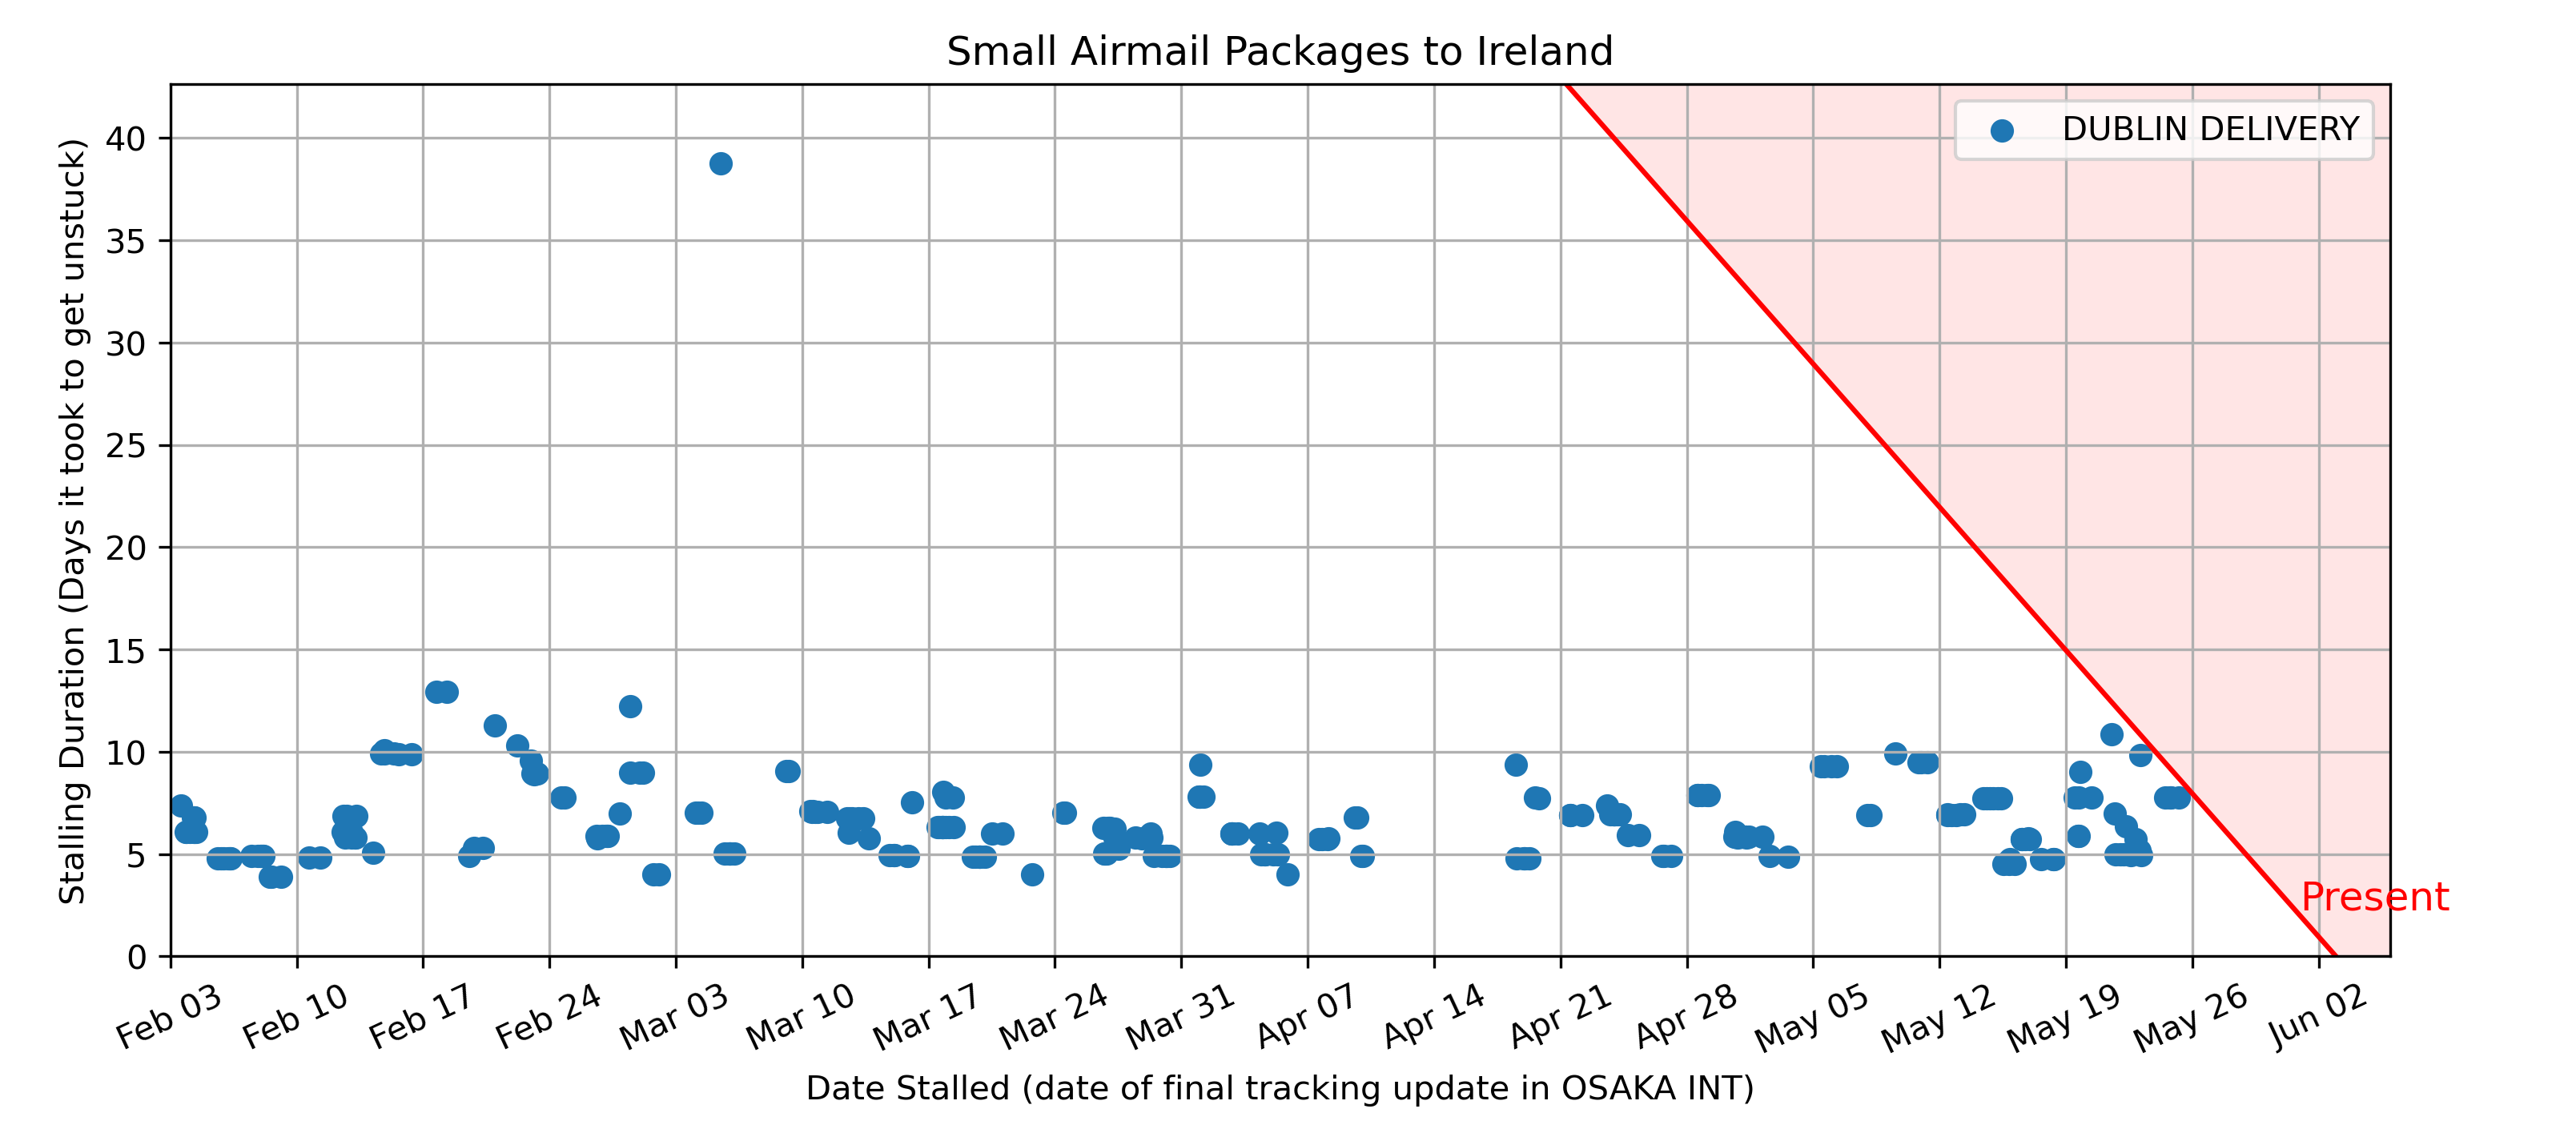 Small Airmail Packages to Ireland
DUBLIN DELIVERY
Stalling Duration (Days it took to get unstuck)
40
35
30
25
20
15
10
5
0
Present
Feb 03
Feb 10
Feb 17
Feb 24
Mar 03
Mar 10
Mar 17
Mar 24
Mar 31
Apr 07
Apr 14
Apr 21
Apr 28
May 05
May 12
May 19
May 26
Jun 02
Date Stalled (date of final tracking update in OSAKA INT)